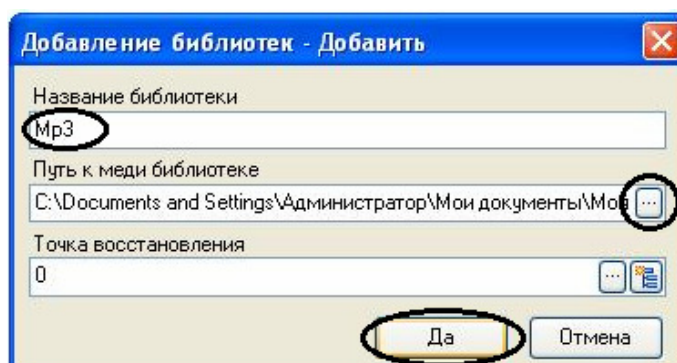 Добавление библиотек - Добавить
Название библиотеки
Mp3
Путь к меди библиотеке
C:\Documents and Settings\Администратор\Мои документы\Мои
...
Точка восстановления
0
...
Да
Отмена